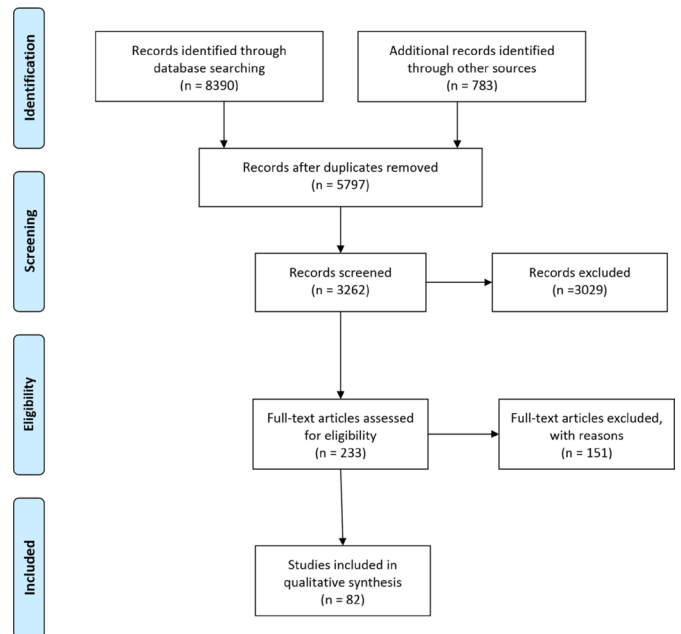 Identification
Records identified through
database searching
(n = 8390)
Additional records identified
through other sources
(n = 783)
Records after duplicates removed
(n = 5797)
Screening
Records screened
(n = 3262)
Records excluded
(n =3029)
Eligibility
Full-text articles assessed
for eligibility
(n = 233)
Full-text articles excluded,
with reasons
(n = 151)
Included
Studies included in
qualitative synthesis
(n = 82)